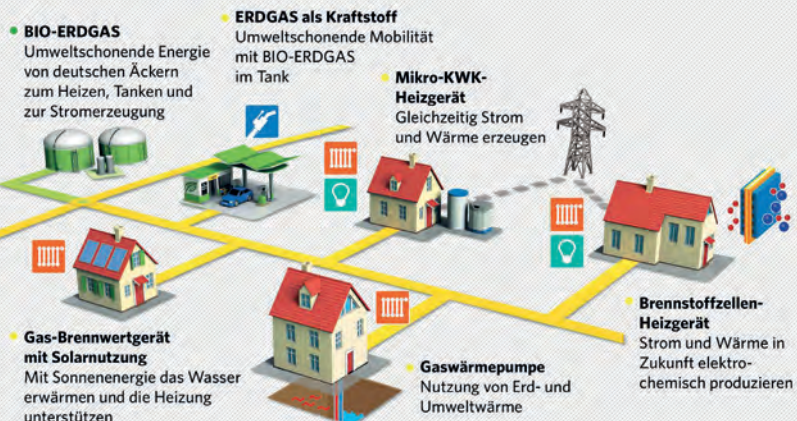 BIO-ERDGAS
Umweltschonende Energie
von deutschen Äckern
zum Heizen, Tanken und
zur Stromerzeugung
ERDGAS als Kraftstoff
Umweltschonende Mobilität
mit BIO-ERDGAS
im Tank
Mikro-KWK-
Heizgerät
Gleichzeitig Strom
und Wärme erzeugen
Gas-Brennwertgerät
mit Solarnutzung
Mit Sonnenenergie das Wasser
erwärmen und die Heizung
unterstützen
Gaswärmepumpe
Nutzung von Erd- und
Umweltwärme
Brennstoffzellen-
Heizgerät
Strom und Wärme in
Zukunft elektro-
chemisch produzieren